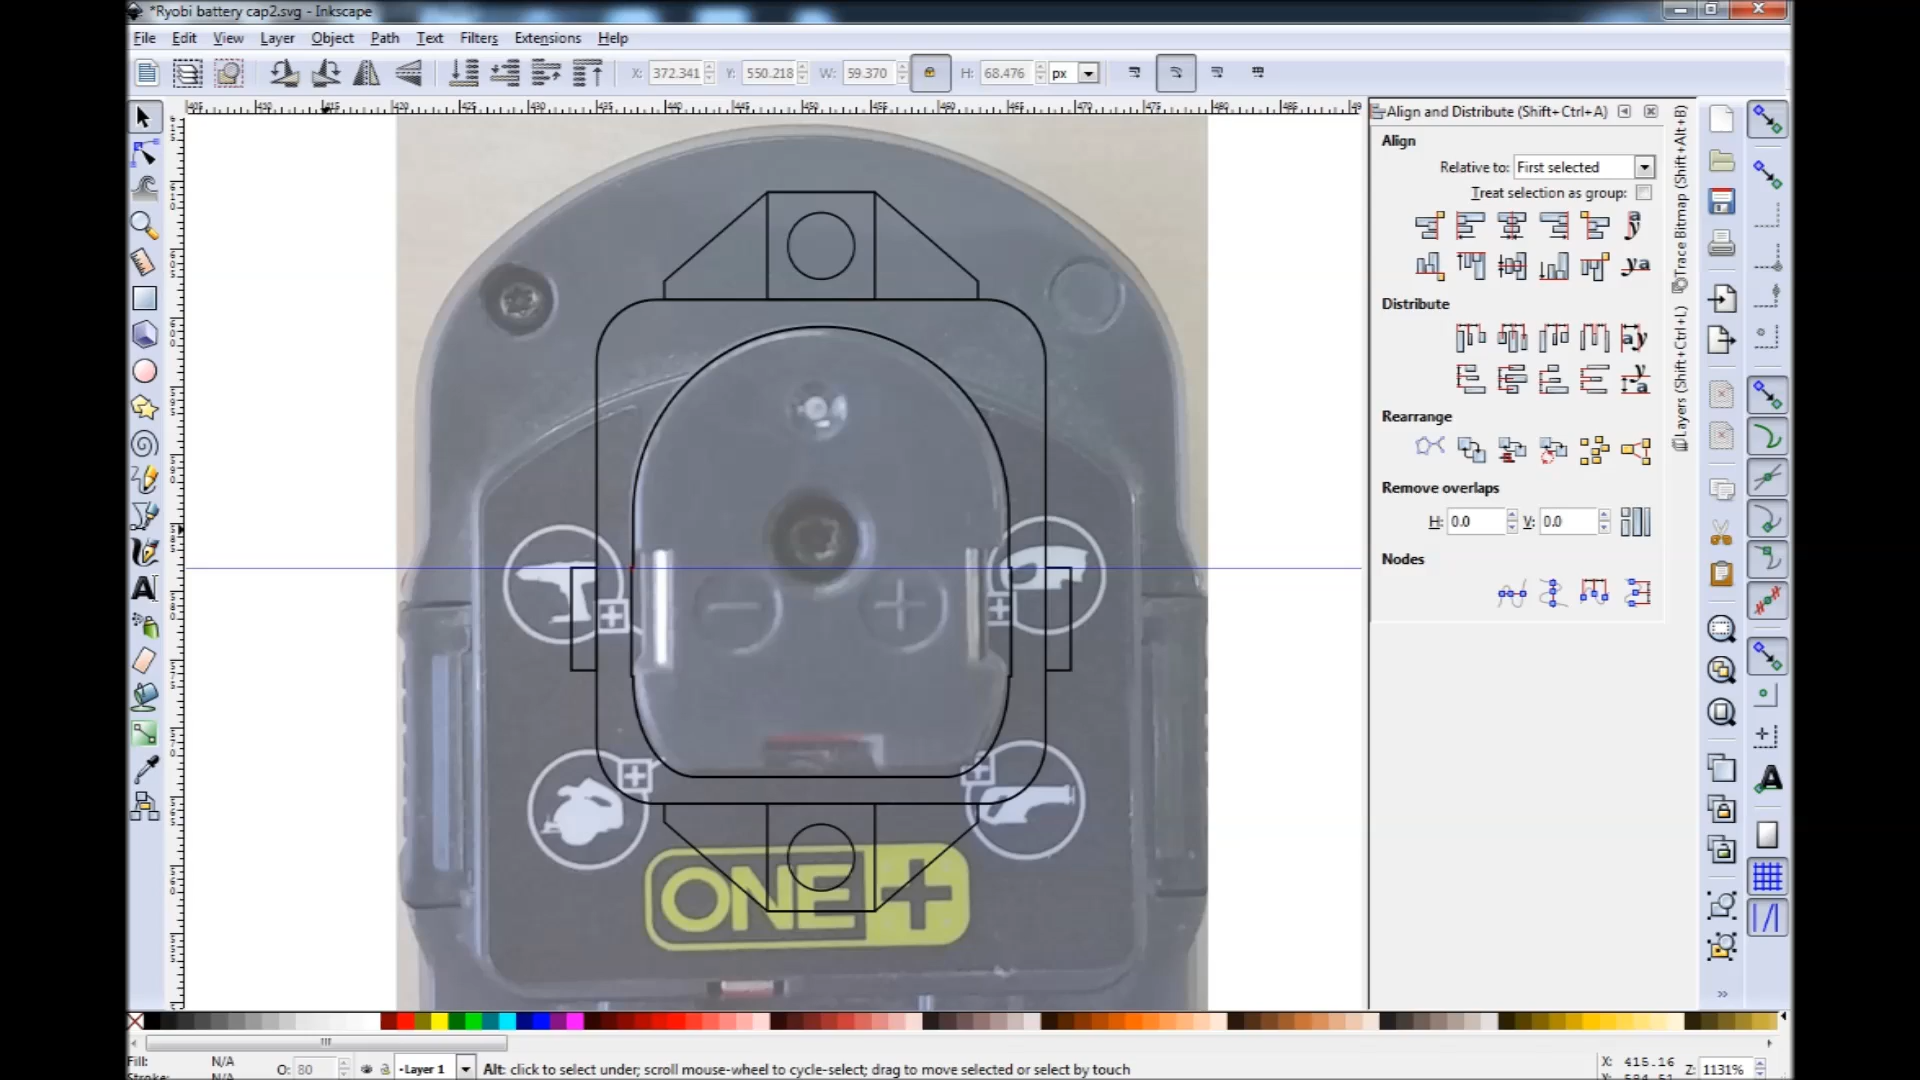 *Ryobi battery cap2.svg - Inkscape
File Edit View Layer Object Path Text Filters Extensions Help
X: 372.341 Y: 550.218 W: 59.370 H: 68.476 px
Align and Distribute (Shift+Ctrl+A)
Align
Relative to: First selected
Treat selection as group:
Distribute
Rearrange
Remove overlaps
H: 0.0 V: 0.0
Nodes
Trace Bitmap (Shift+Alt+B)
Layers (Shift+Ctrl+L)
ONE+
Fill: N/A
O: 80
Layer 1
Alt: click to select under; scroll mouse-wheel to cycle-select; drag to move selected or select by touch
X: 415.16
Z: 1131%